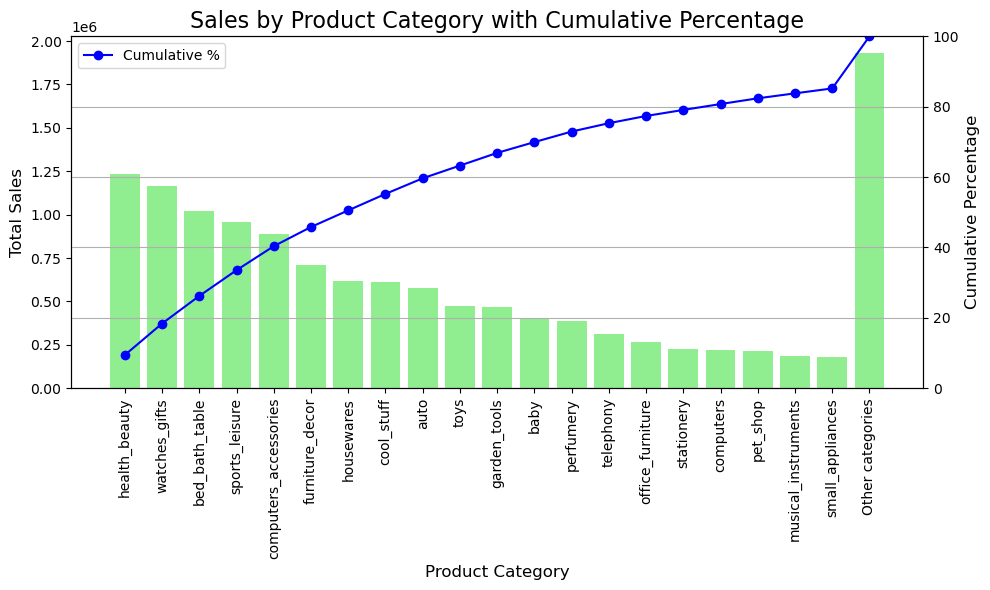 Sales by Product Category with Cumulative Percentage
1e6
Cumulative %
Total Sales
2.00
1.75
1.50
1.25
1.00
0.75
0.50
0.25
0.00
100
80
60
40
20
0
Cumulative Percentage
health_beauty
watches_gifts
bed_bath_table
sports_leisure
computers_accessories
furniture_decor
housewares
cool_stuff
auto
toys
garden_tools
baby
perfumery
telephony
office_furniture
stationery
computers
pet_shop
musical_instruments
small_appliances
Other categories
Product Category